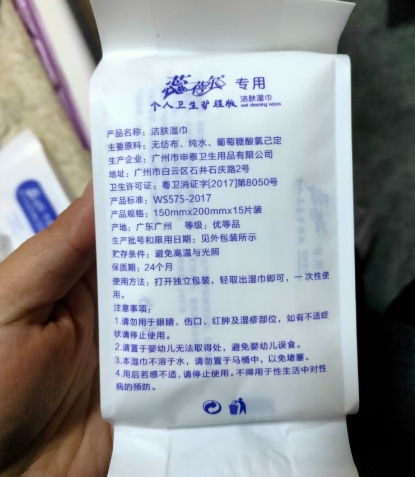 蕊蓓尔 专用
个人卫生护理版 洁肤湿巾
wet cleaning wipes
产品名称：洁肤湿巾
主要原料：无纺布、纯水、葡萄糖酸氯己定
生产企业：广州市申泰卫生用品有限公司
地址：广州市白云区石井石庆路2号
卫生许可证：粤卫消证字[2017]第8050号
产品标准：WS575-2017
产品规格：150mmx200mmx15片装
产地：广东广州 等级：优等品
生产批号和限用日期：见外包装所示
贮存条件：避免高温与光照
保质期：24个月
使用方法：打开独立包装，轻取出湿巾即可，一次性使
用。
注意事项：
1.请勿用于眼睛、伤口、红肿及湿疹部位，如有不适症
状请停止使用。
2.请置于婴幼儿无法取得处，避免婴幼儿误食。
3.本湿巾不溶于水，请勿置于马桶中，以免堵塞。
4.用后若感不适，请停止使用。不得用于性生活中对性
病的预防。